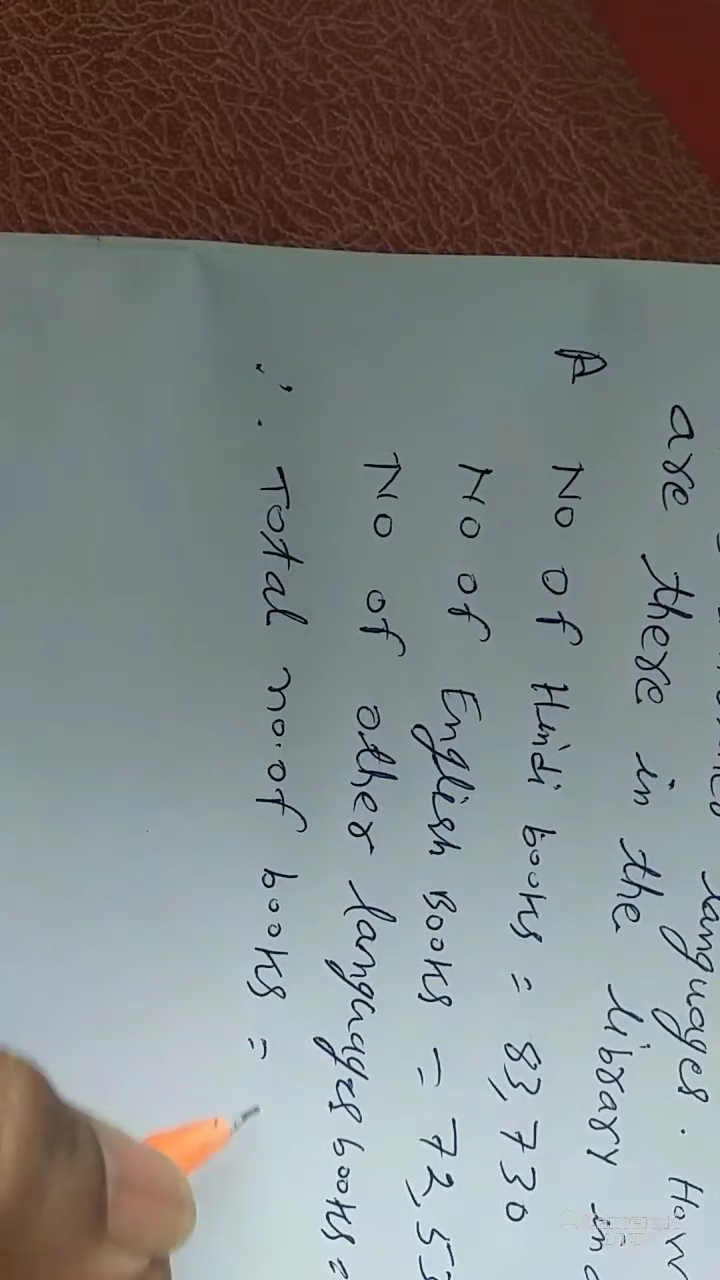 languages. How
are there in the library in
A No of Hindi books = 83,730
No of English Books = 72,53
No of other languages books =
∴ Total no.of books =